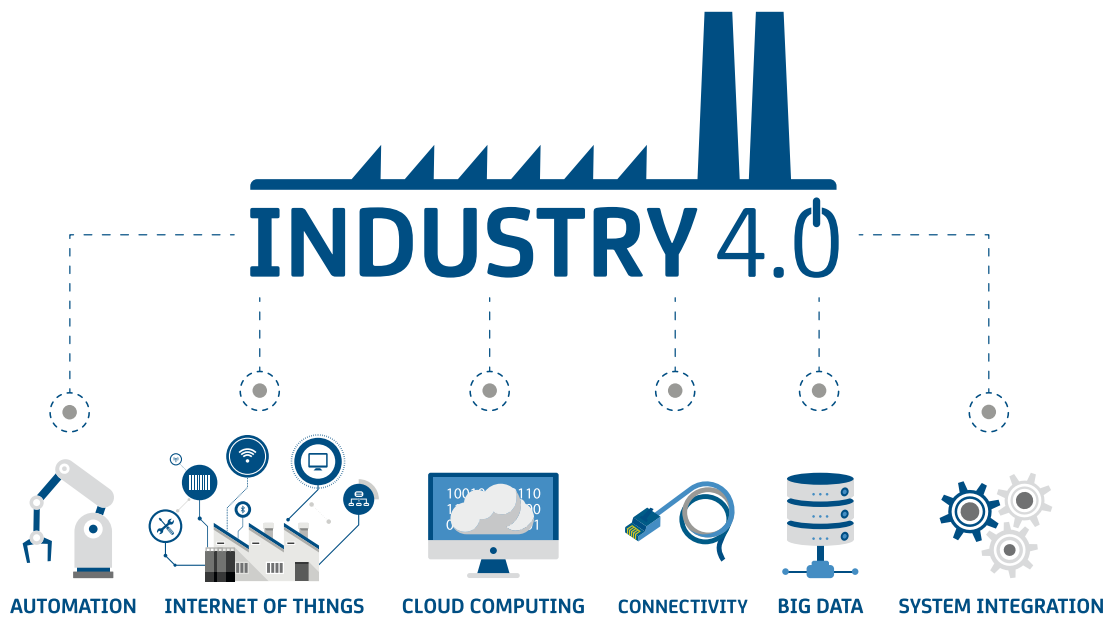 INDUSTRY 4.0
AUTOMATION
INTERNET OF THINGS
CLOUD COMPUTING
CONNECTIVITY
BIG DATA
SYSTEM INTEGRATION